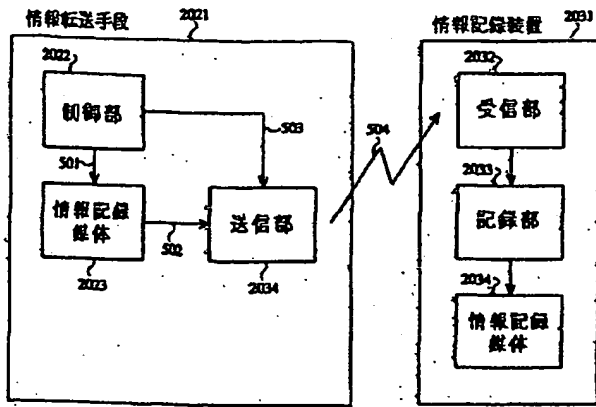 情報転送手段
2021
2022
制御部
501
503
情報記録
媒体
2023
502
送信部
2034
504
情報記録装置
2031
2032
受信部
2033
記録部
2034
情報記録
媒体